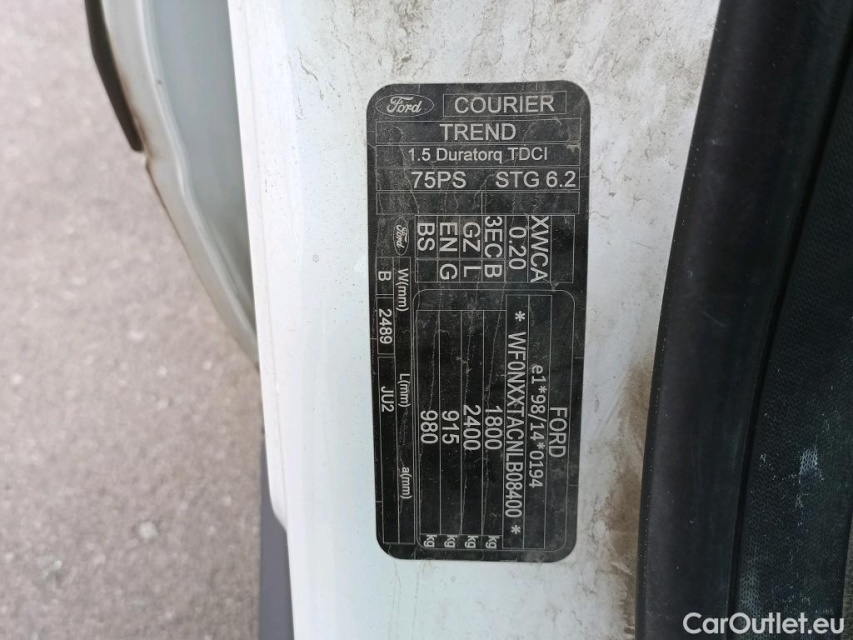 Ford COURIER
TREND
1.5 Duratorq TDCI
75PS STG 6.2
FORD
e1*98/14*0194
* WF0NXXTACNLB08400 *
1800 kg
2400 kg
915 kg
980 kg
XWCA
0.20
3EC B
GZ L
EN G
BS
Ford
W(mm) L(mm) a(mm)
B 2489 JU2
CarOutlet.eu